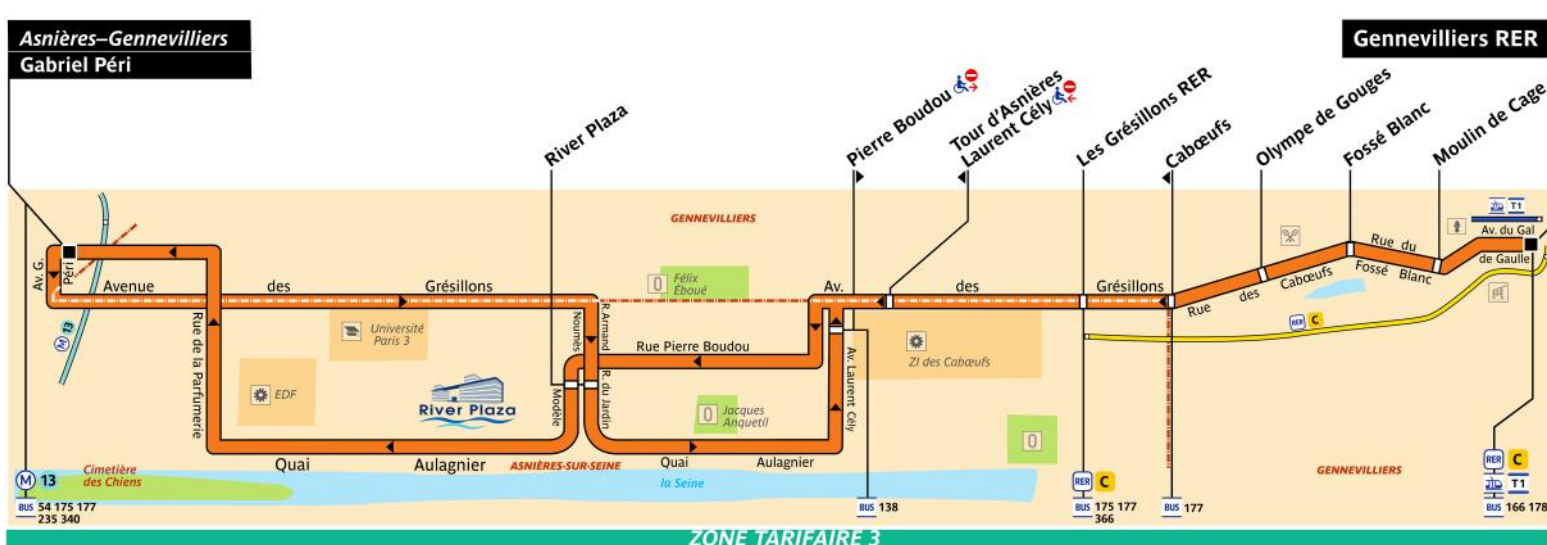 Asnières–Gennevilliers
Gabriel Péri
Gennevilliers RER
River Plaza
Pierre Boudou
Tour d'Asnières
Laurent Cély
Les Grésillons RER
Cabœufs
Olympe de Gouges
Fossé Blanc
Moulin de Cage
GENNEVILLIERS
T1
Av. du Gal
de Gaulle
Rue du
Fossé Blanc
Av. G.
Péri
Avenue des Grésillons
Félix
Éboué
Av. des Grésillons
Rue des Cabœufs
M 13
Rue de la Parfumerie
Université
Paris 3
EDF
River Plaza
R. Armand
Noumès
R. du Jardin
Modèle
Rue Pierre Boudou
Av. Laurent Cély
ZI des Cabœufs
RER C
Jacques
Anquetil
Quai Aulagnier
ASNIÈRES-SUR-SEINE
Quai Aulagnier
la Seine
Cimetière
des Chiens
GENNEVILLIERS
M 13
BUS 54 175 177
235 340
BUS 138
RER C
BUS 175 177
366
BUS 177
RER C
T1
BUS 166 178
ZONE TARIFAIRE 3